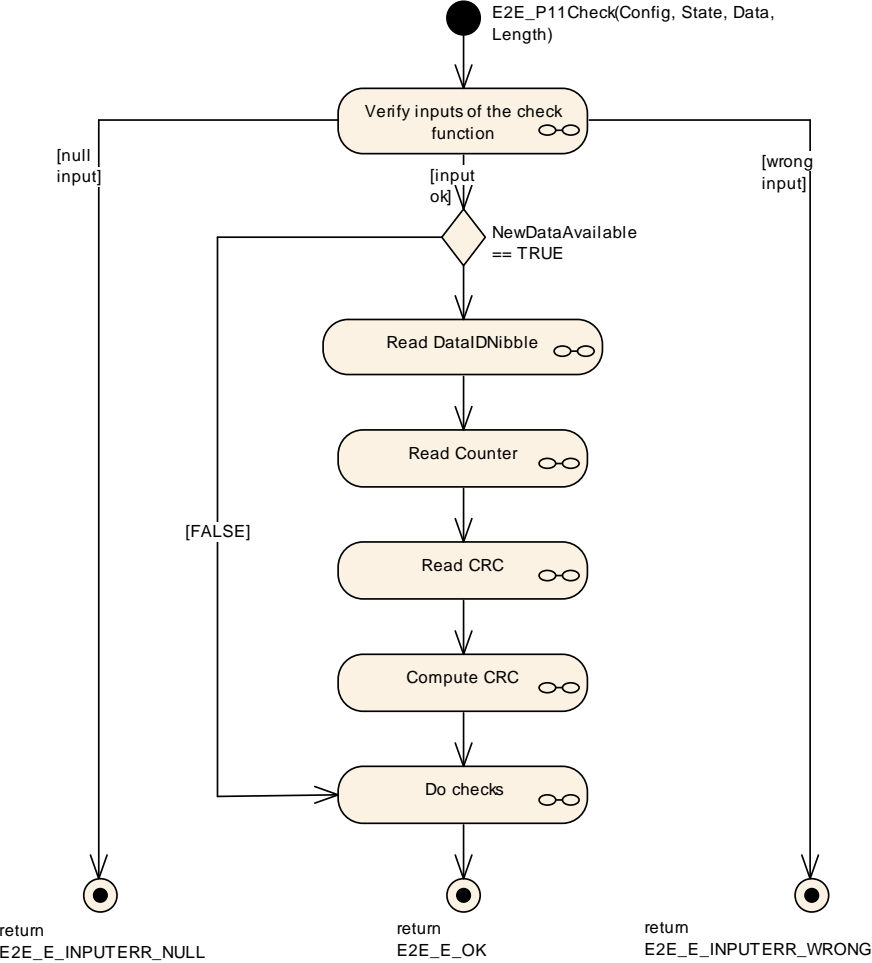 E2E_P11Check(Config, State, Data,
Length)
Verify inputs of the check
function
[null
input]
[input
ok]
[wrong
input]
NewDataAvailable
== TRUE
Read DataIDNibble
Read Counter
[FALSE]
Read CRC
Compute CRC
Do checks
return
E2E_E_INPUTERR_NULL
return
E2E_E_OK
return
E2E_E_INPUTERR_WRONG